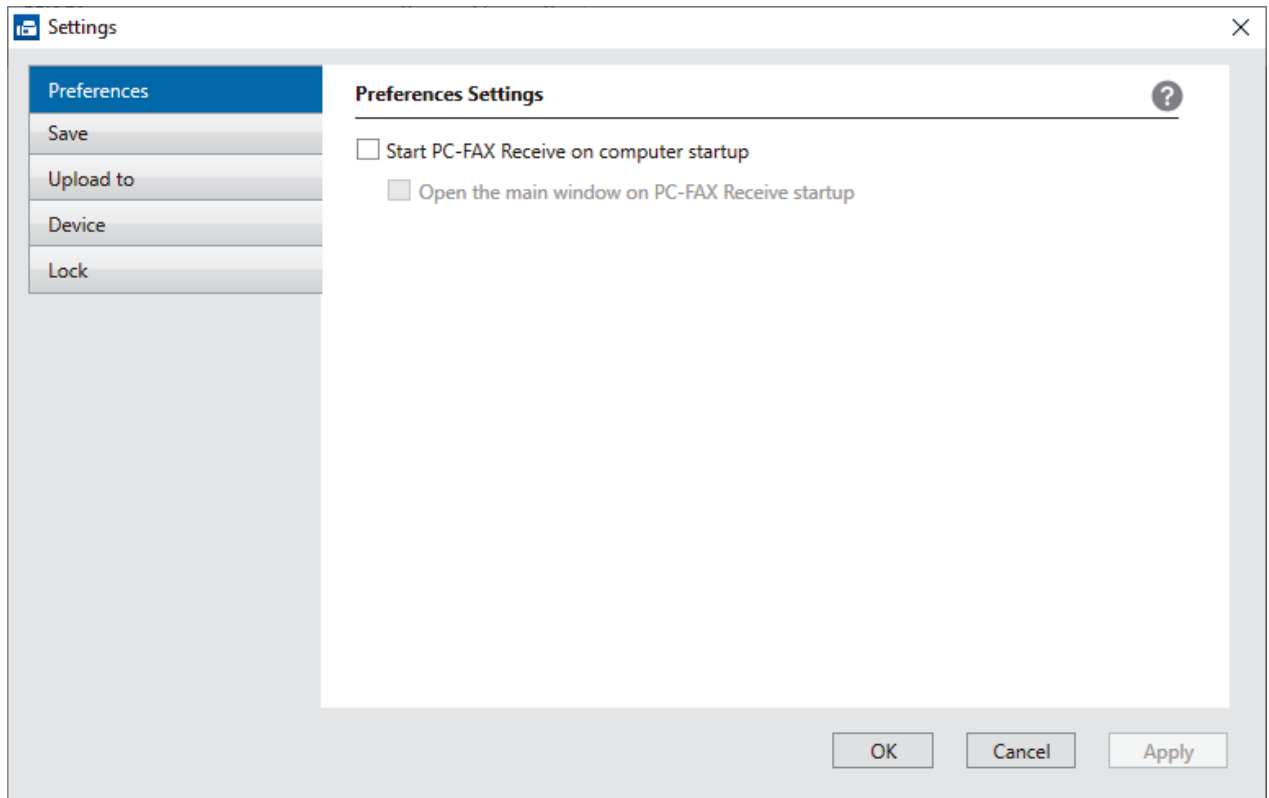 Settings
Preferences
Save
Upload to
Device
Lock
Preferences Settings
?
Start PC-FAX Receive on computer startup
Open the main window on PC-FAX Receive startup
OK
Cancel
Apply